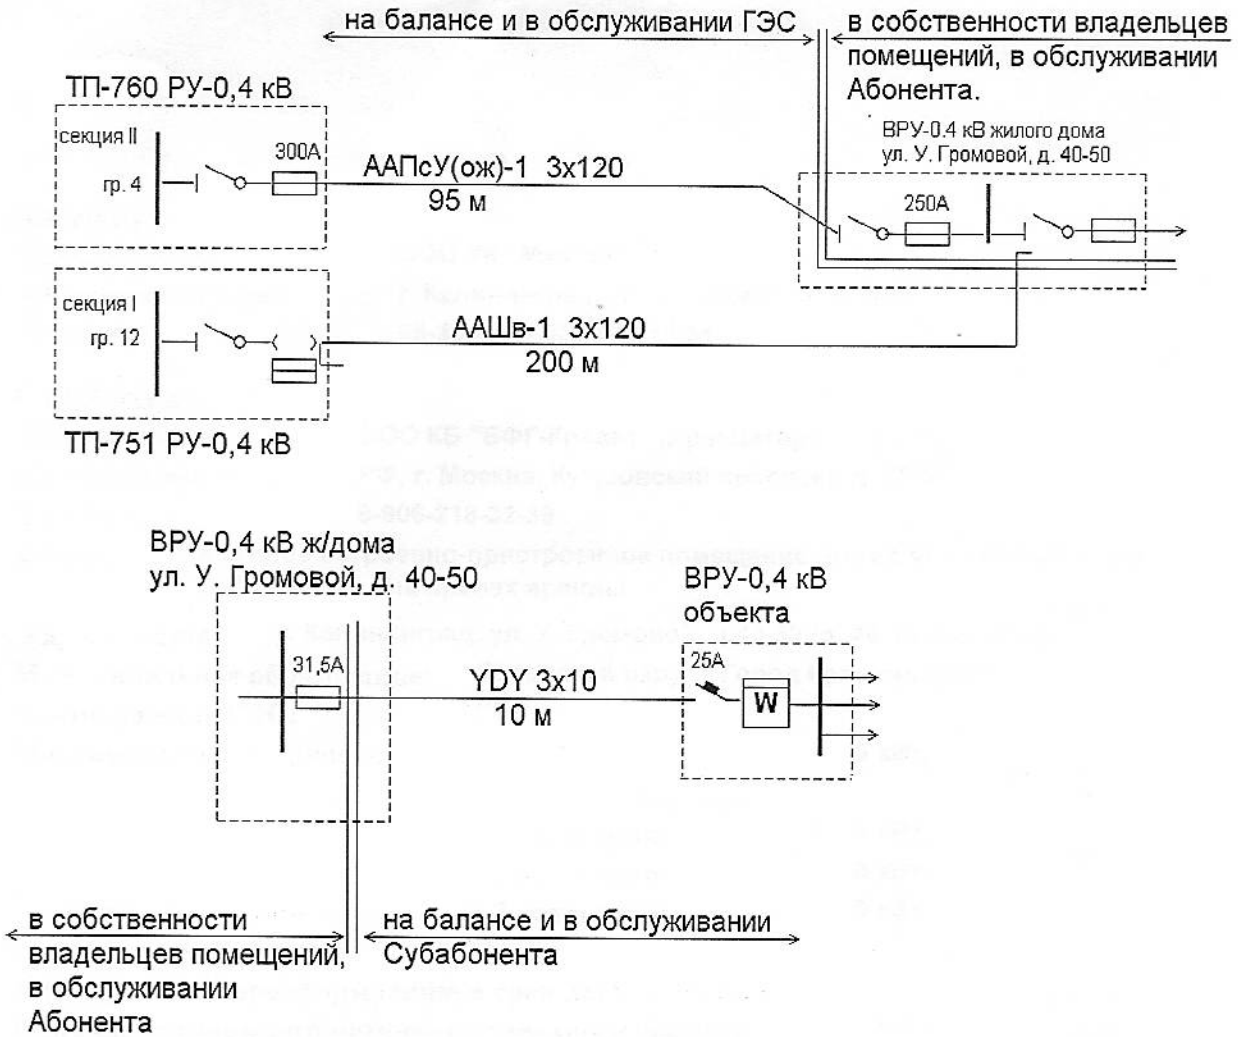 на балансе и в обслуживании ГЭС
в собственности владельцев
помещений, в обслуживании
Абонента.
ТП-760 РУ-0,4 кВ
секция II
гр. 4
300А
ААПсУ(ож)-1 3х120
95 м
ВРУ-0.4 кВ жилого дома
ул. У. Громовой, д. 40-50
250А
секция I
гр. 12
ААШв-1 3х120
200 м
ТП-751 РУ-0,4 кВ
ВРУ-0,4 кВ ж/дома
ул. У. Громовой, д. 40-50
31,5А
YDY 3х10
10 м
ВРУ-0,4 кВ
объекта
25А
W
в собственности
владельцев помещений,
в обслуживании
Абонента
на балансе и в обслуживании
Субабонента